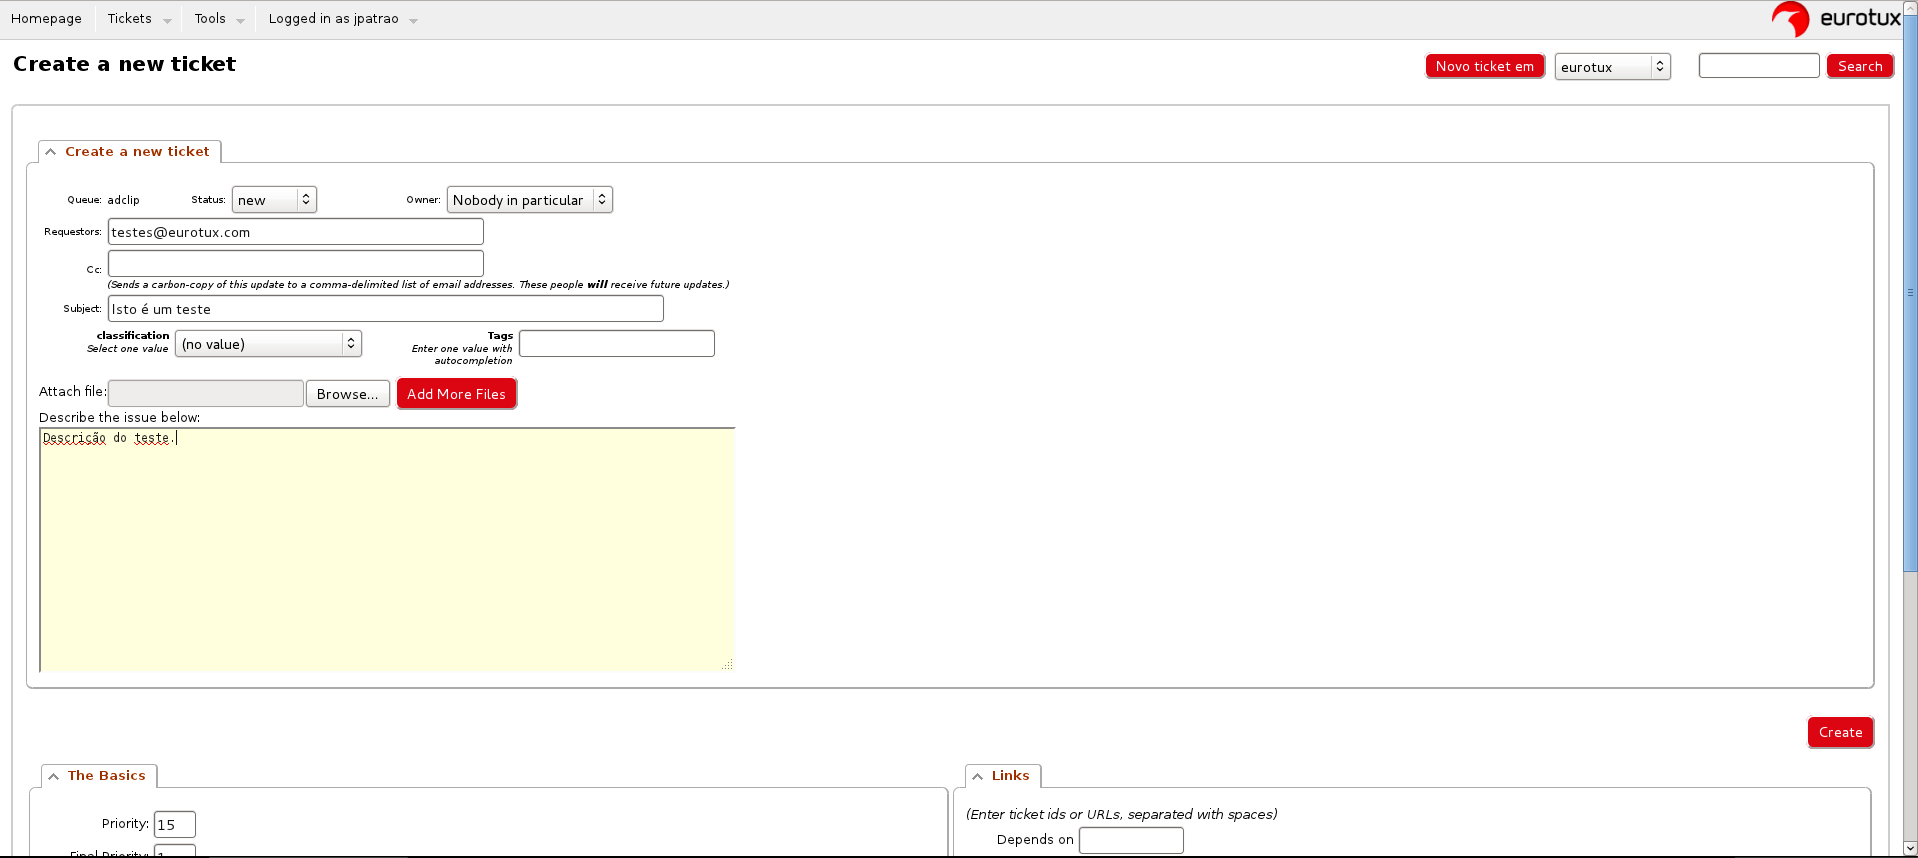 Homepage Tickets Tools Logged in as jpatrao eurotux
Create a new ticket Novo ticket em eurotux Search
Create a new ticket
Queue: adclip Status: new Owner: Nobody in particular
Requestors: testes@eurotux.com
Cc:
(Sends a carbon-copy of this update to a comma-delimited list of email addresses. These people will receive future updates.)
Subject: Isto é um teste
classification Tags
Select one value (no value) Enter one value with
autocompletion
Attach file: Browse... Add More Files
Describe the issue below:
Descrição do teste.
Create
The Basics Links
(Enter ticket ids or URLs, separated with spaces)
Priority: 15
Depends on
Final Priority: